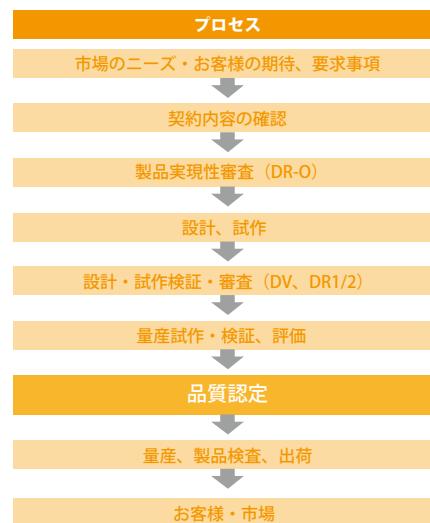 プロセス
市場のニーズ・お客様の期待、要求事項
契約内容の確認
製品実現性審査（DR-O）
設計、試作
設計・試作検証・審査（DV、DR1/2）
量産試作・検証、評価
品質認定
量産、製品検査、出荷
お客様・市場